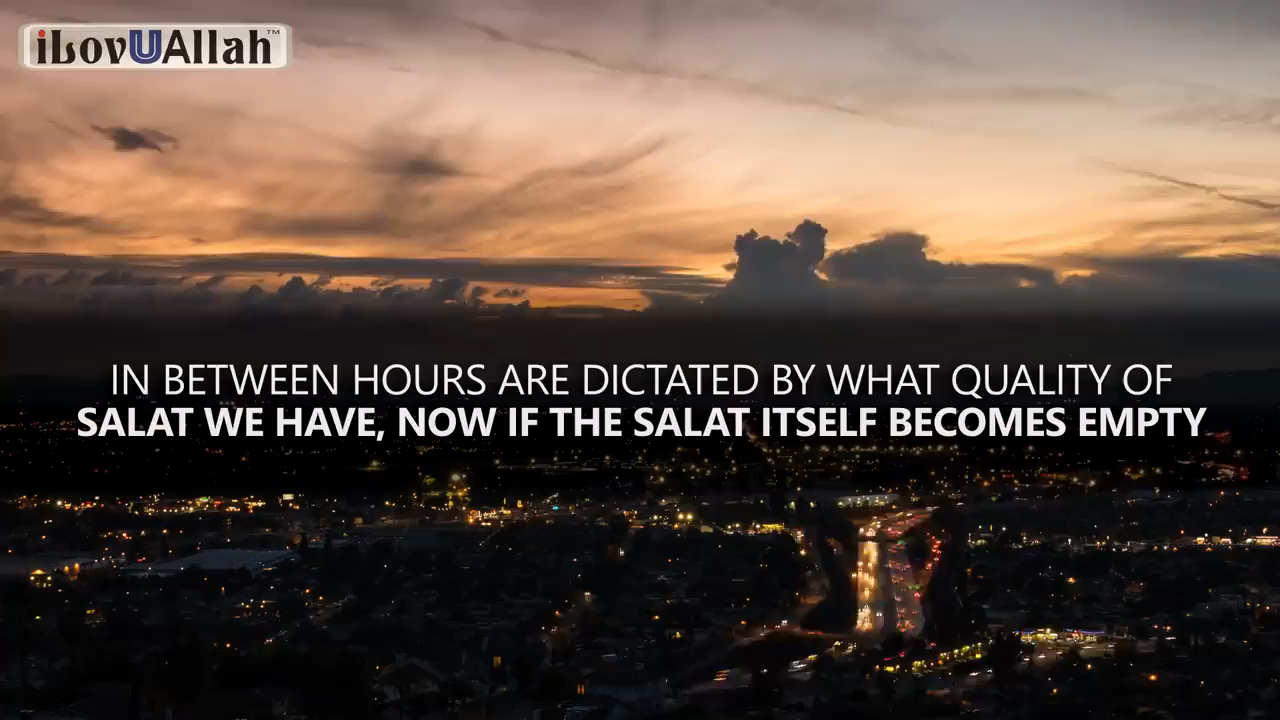 iLovUAllah™
IN BETWEEN HOURS ARE DICTATED BY WHAT QUALITY OF
SALAT WE HAVE, NOW IF THE SALAT ITSELF BECOMES EMPTY